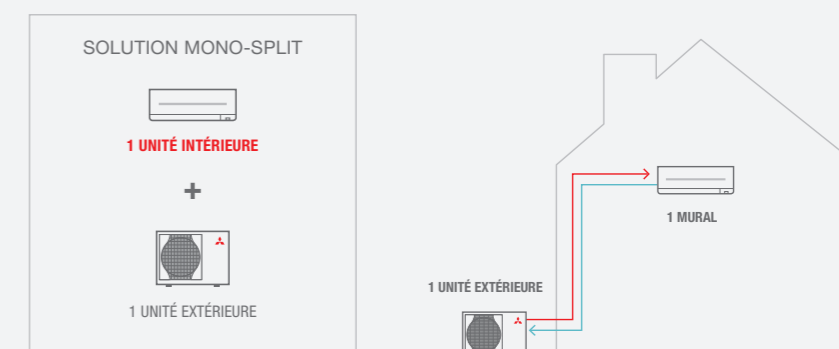 SOLUTION MONO-SPLIT
1 UNITÉ INTÉRIEURE
+
1 UNITÉ EXTÉRIEURE
1 MURAL
1 UNITÉ EXTÉRIEURE